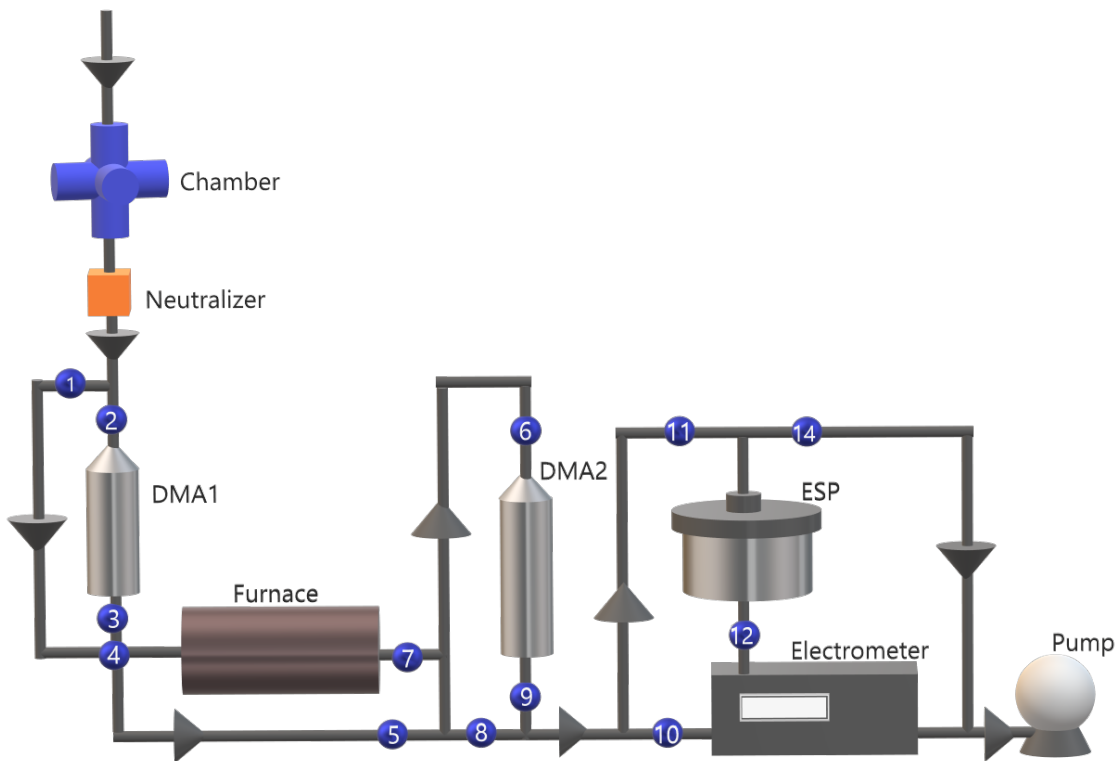 Chamber
Neutralizer
1
2
6
11
14
DMA2
DMA1
ESP
Furnace
3
12
4
7
Electrometer
Pump
9
5
8
10